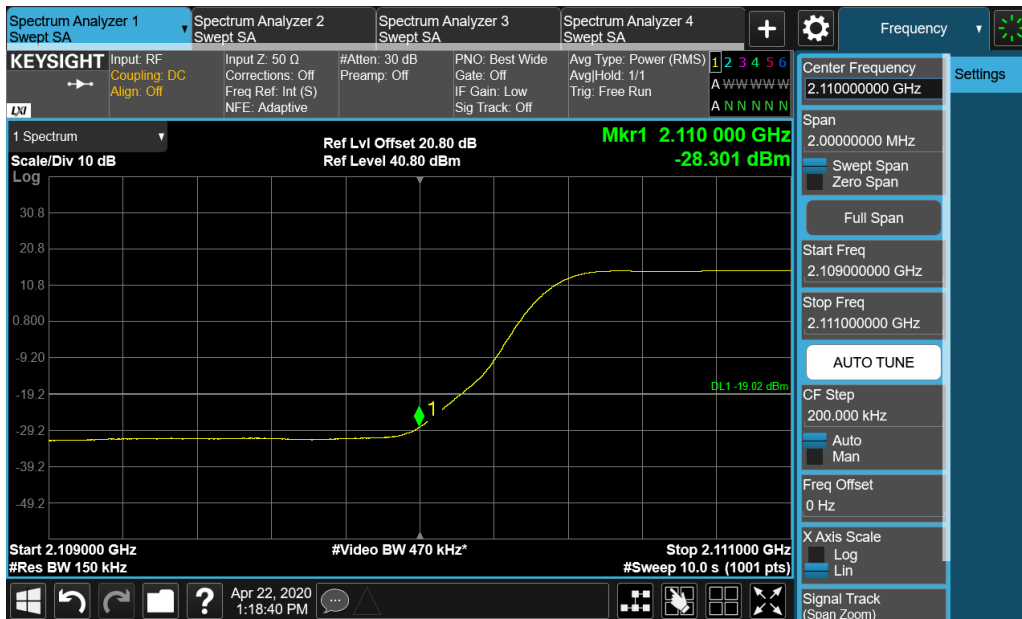 Spectrum Analyzer 1
Swept SA
Spectrum Analyzer 2
Swept SA
Spectrum Analyzer 3
Swept SA
Spectrum Analyzer 4
Swept SA
+
Frequency
KEYSIGHT
LXI
Input: RF
Coupling: DC
Align: Off
Input Z: 50 Ω
Corrections: Off
Freq Ref: Int (S)
NFE: Adaptive
#Atten: 30 dB
Preamp: Off
PNO: Best Wide
Gate: Off
IF Gain: Low
Sig Track: Off
Avg Type: Power (RMS)
Avg|Hold: 1/1
Trig: Free Run
1 2 3 4 5 6
A W W W W W
A N N N N N
1 Spectrum
Scale/Div 10 dB
Log
Ref Lvl Offset 20.80 dB
Ref Level 40.80 dBm
Mkr1 2.110 000 GHz
-28.301 dBm
30.8
20.8
10.8
0.800
-9.20
-19.2
-29.2
-39.2
-49.2
DL1 -19.02 dBm
1
Start 2.109000 GHz
#Res BW 150 kHz
#Video BW 470 kHz*
Stop 2.111000 GHz
#Sweep 10.0 s (1001 pts)
Center Frequency
2.110000000 GHz
Span
2.00000000 MHz
Swept Span
Zero Span
Full Span
Start Freq
2.109000000 GHz
Stop Freq
2.111000000 GHz
AUTO TUNE
CF Step
200.000 kHz
Auto
Man
Freq Offset
0 Hz
X Axis Scale
Log
Lin
Signal Track
(Span Zoom)
Settings
?
Apr 22, 2020
1:18:40 PM